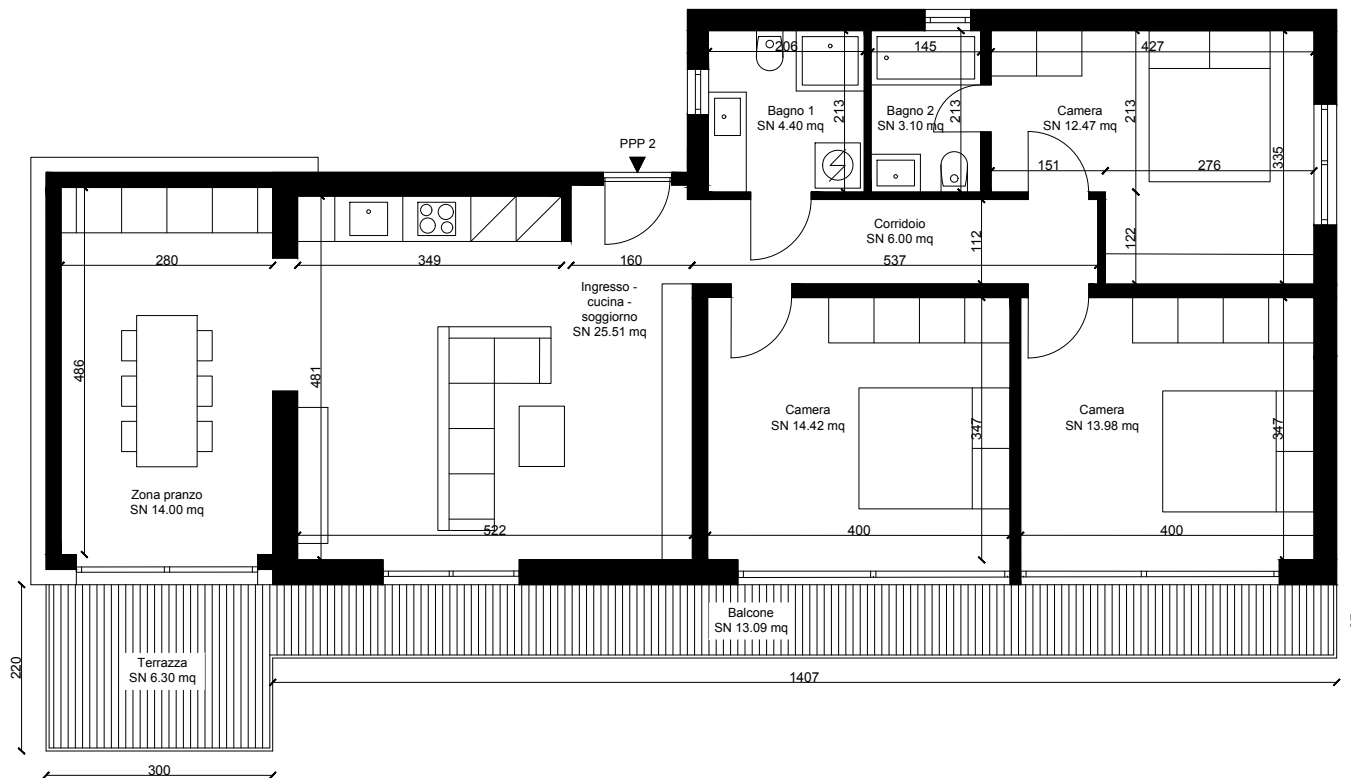 206
145
427
Bagno 1
SN 4.40 mq
213
Bagno 2
SN 3.10 mq
213
Camera
SN 12.47 mq
213
335
PPP 2
151
276
Corridoio
SN 6.00 mq
112
122
280
349
160
537
Ingresso -
cucina -
soggiorno
SN 25.51 mq
486
481
Camera
SN 14.42 mq
347
Camera
SN 13.98 mq
347
Zona pranzo
SN 14.00 mq
522
400
400
Balcone
SN 13.09 mq
Terrazza
SN 6.30 mq
220
1407
300